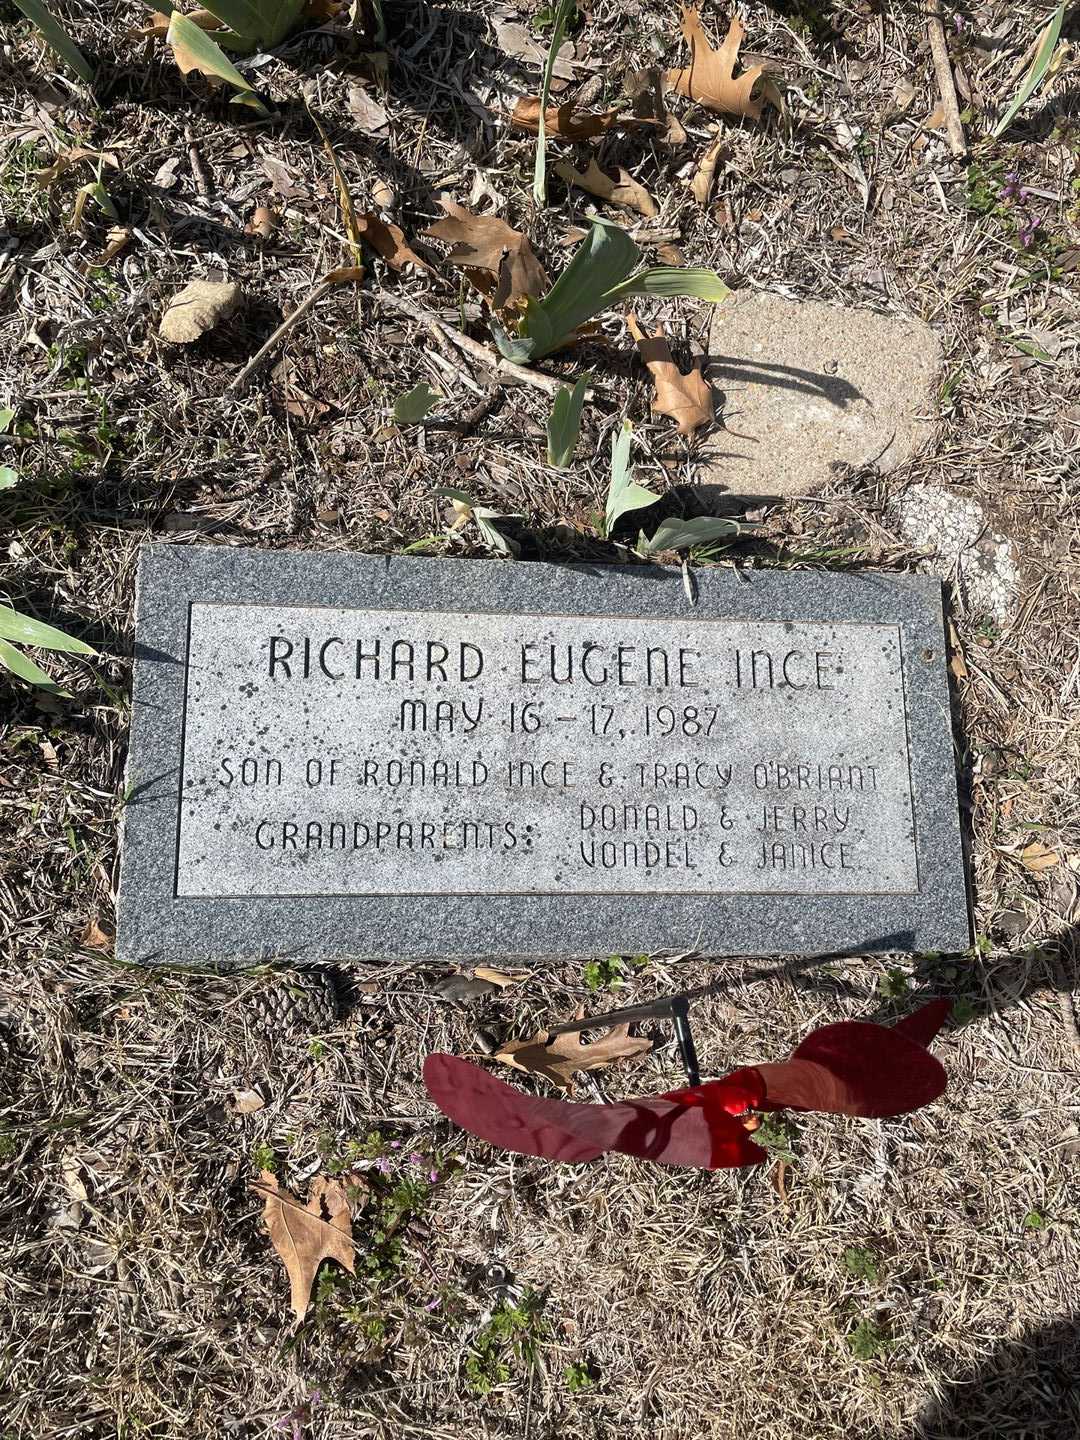 RICHARD EUGENE INCE
MAY 16 – 17, 1987
SON OF RONALD INCE & TRACY O'BRIANT
GRANDPARENTS: DONALD & JERRY
VONDEL & JANICE